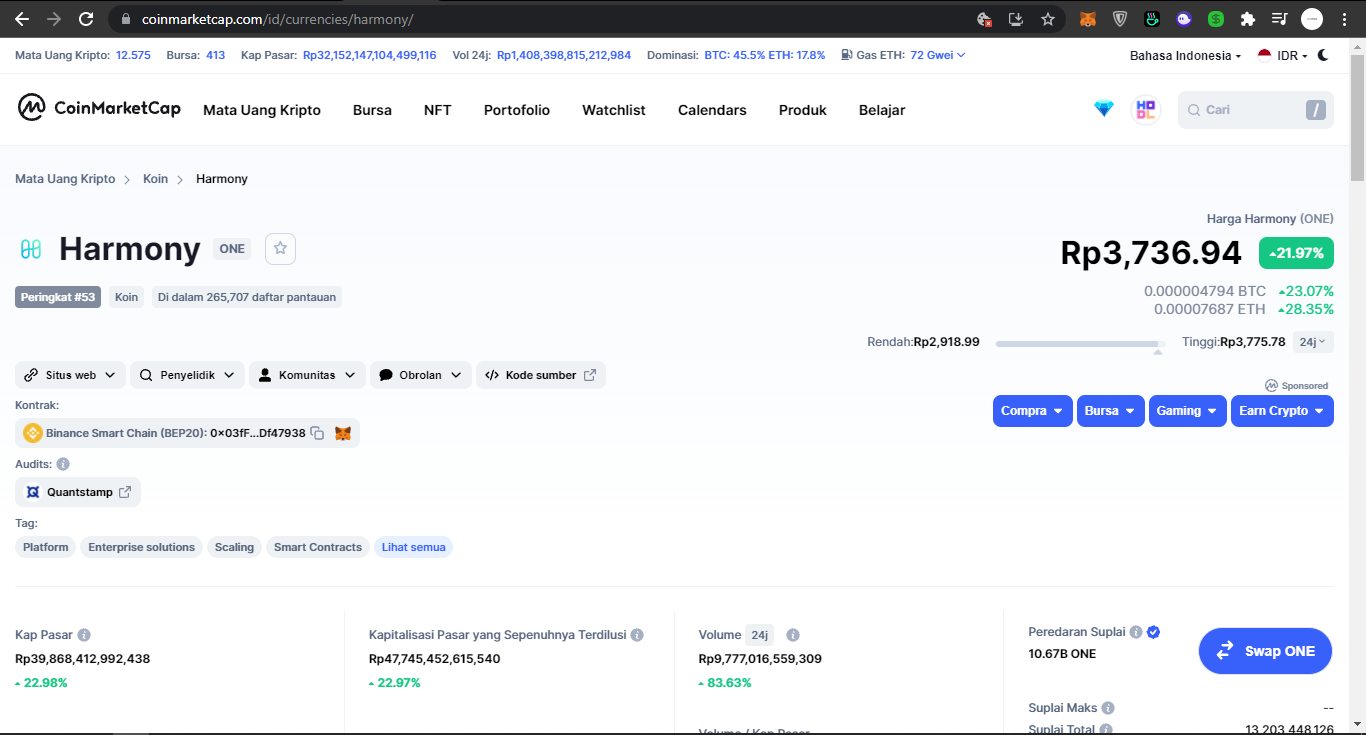 coinmarketcap.com/id/currencies/harmony/
Mata Uang Kripto: 12.575 Bursa: 413 Kap Pasar: Rp32,152,147,104,499,116 Vol 24j: Rp1,408,398,815,212,984 Dominasi: BTC: 45.5% ETH: 17.8% Gas ETH: 72 Gwei Bahasa Indonesia IDR
CoinMarketCap Mata Uang Kripto Bursa NFT Portofolio Watchlist Calendars Produk Belajar HODL Cari /
Mata Uang Kripto > Koin > Harmony
Harga Harmony (ONE)
Harmony ONE Rp3,736.94 21.97%
0.000004794 BTC 23.07%
Peringkat #53 Koin Di dalam 265,707 daftar pantauan
0.00007687 ETH 28.35%
Rendah:Rp2,918.99 Tinggi:Rp3,775.78 24j
Situs web Penyelidik Komunitas Obrolan </> Kode sumber
Sponsored
Kontrak:
Compra Bursa Gaming Earn Crypto
Binance Smart Chain (BEP20): 0x03fF...Df47938
Audits:
Quantstamp
Tag:
Platform Enterprise solutions Scaling Smart Contracts Lihat semua
Kap Pasar
Rp39,868,412,992,438
22.98%
Kapitalisasi Pasar yang Sepenuhnya Terdilusi
Rp47,745,452,615,540
22.97%
Volume 24j
Rp9,777,016,559,309
83.63%
Volume / Kap Pasar
Peredaran Suplai
10.67B ONE
Swap ONE
Suplai Maks --
Suplai Total 13,203,448,126